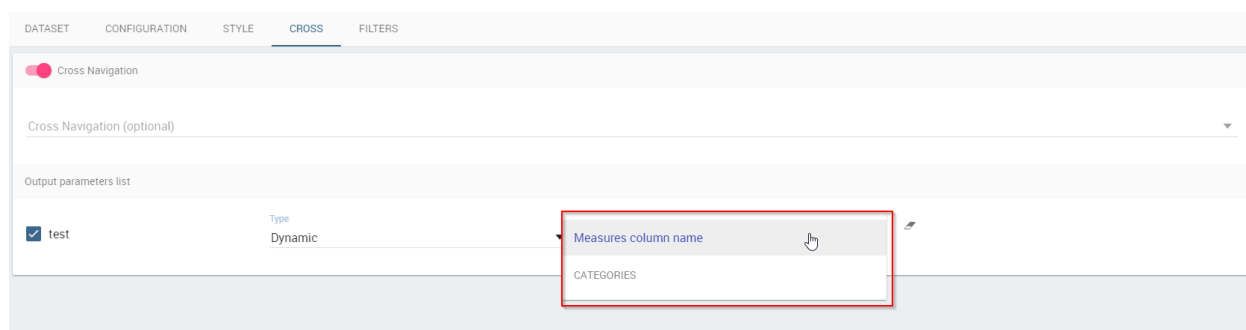 DATASET CONFIGURATION STYLE CROSS FILTERS
Cross Navigation
Cross Navigation (optional)
Output parameters list
test
Type
Dynamic
Measures column name
CATEGORIES